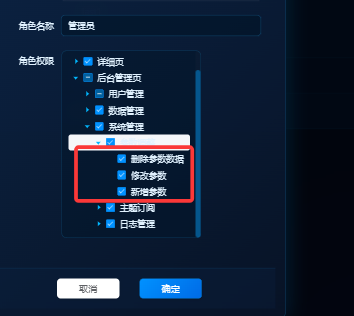 角色名称
管理员
角色权限
详细页
后台管理页
用户管理
数据管理
系统管理
删除参数数据
修改参数
新增参数
主题订阅
日志管理
取消
确定